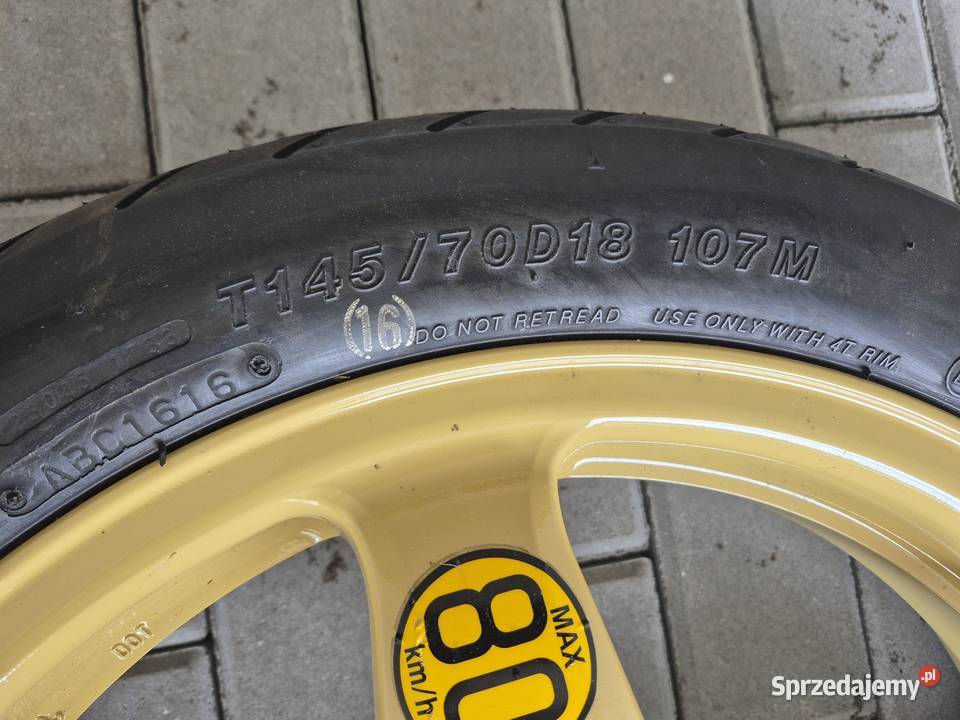 T145/70D18 107M
(16)
DO NOT RETREAD USE ONLY WITH 4T RIM
ABC1616
DOT
MAX
80
km/h
Sprzedajemy.pl